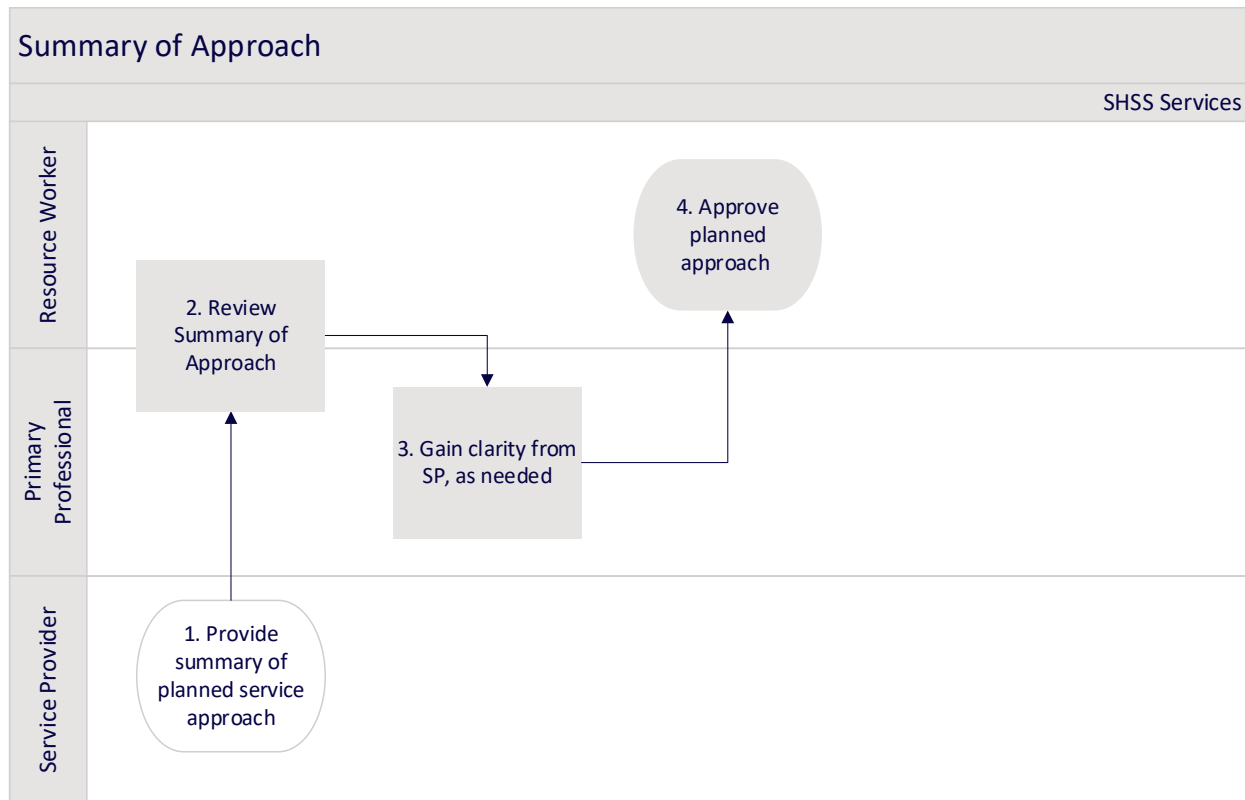 Summary of Approach
SHSS Services
Resource Worker
4. Approve
planned
approach
2. Review
Summary of
Approach
Primary
Professional
3. Gain clarity from
SP, as needed
Service Provider
1. Provide
summary of
planned service
approach